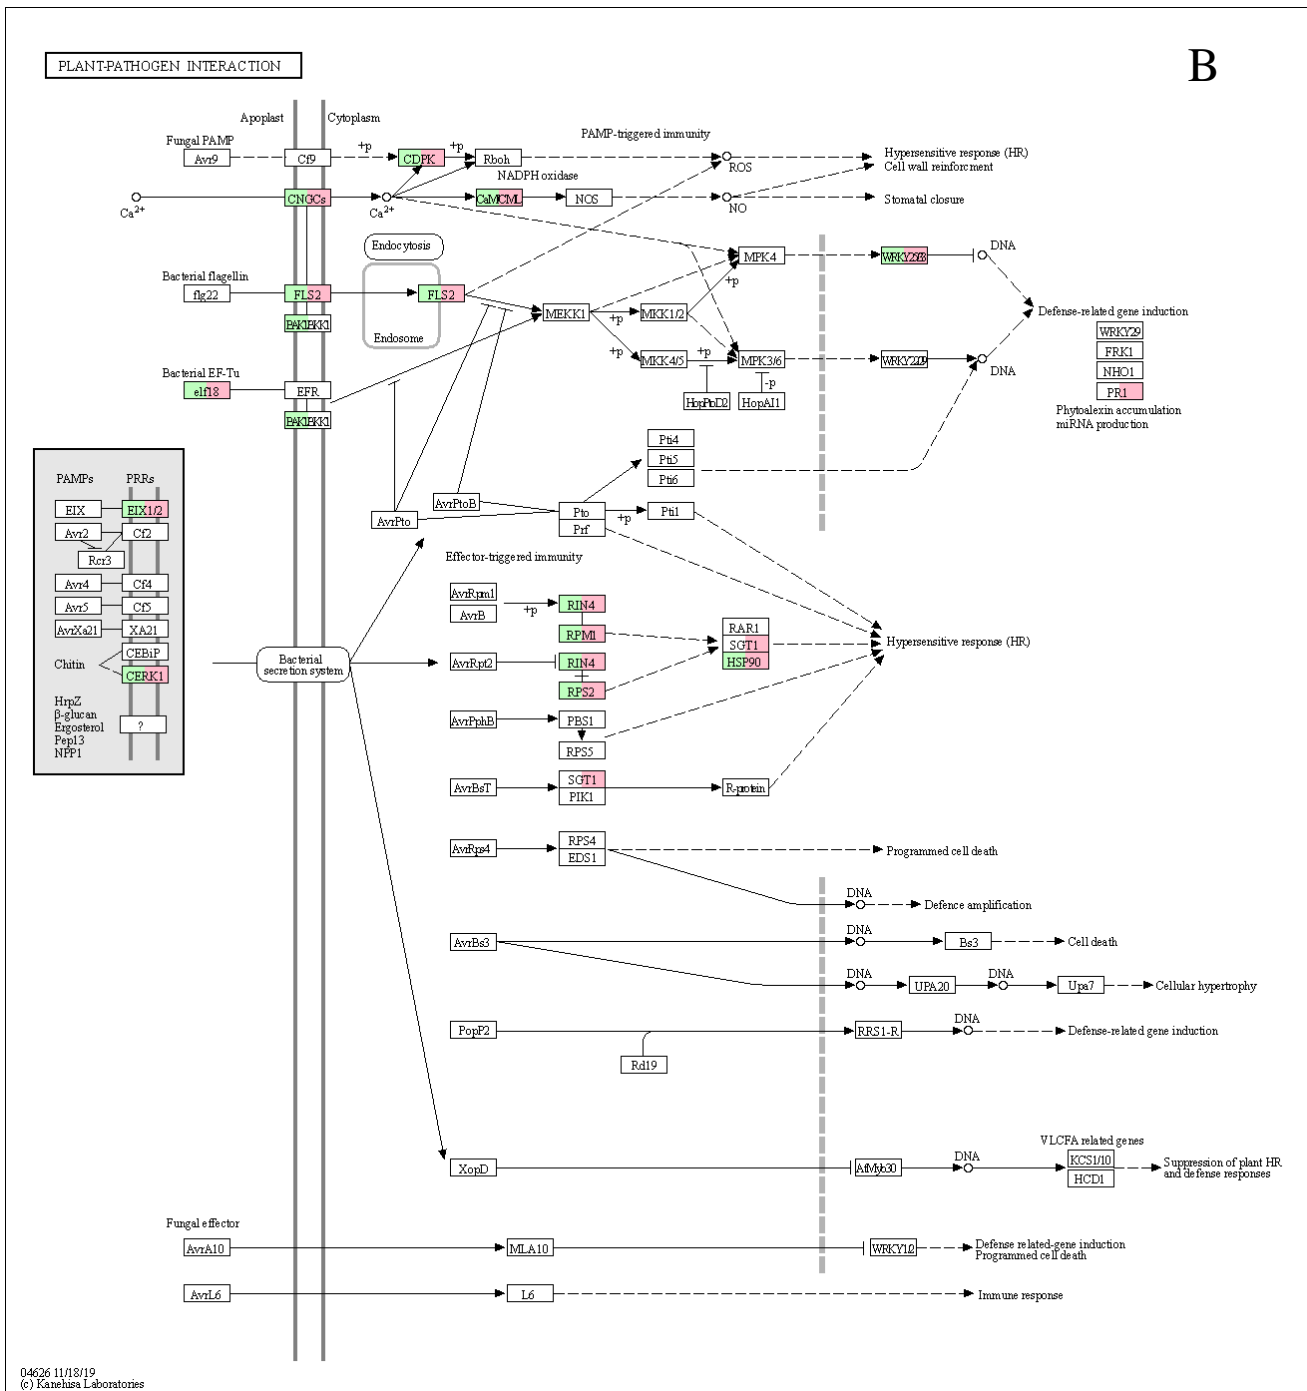 PLANT-PATHOGEN INTERACTION
B
Apoplast
Cytoplasm
Fungal PAMP
PAMP-triggered immunity
Avr9
Cf9
+p
CDPK
+p
Rboh
ROS
Hypersensitive response (HR)
Cell wall reinforcment
NADPH oxidase
Ca2+
CNGCs
Ca2+
CaMCML
NOS
NO
Stomatal closure
Endocytosis
MPK4
WRKY25/33
DNA
+p
Bacterial flagellin
flg22
FLS2
FLS2
BAK1/BKK1
Endosome
MEKK1
+p
MKK1/2
Defense-related gene induction
WRKY29
FRK1
NHO1
PR1
Phytoalexin accumulation
miRNA production
+p
MKK4/5
+p
MPK3/6
WRKY22/29
DNA
-p
HopPtoD2
HopAI1
Bacterial EF-Tu
elf18
EFR
BAK1/BKK1
Pti4
Pti5
Pti6
AvrPtoB
AvrPto
Pto
Prf
+p
Pti1
PAMPs
PRRs
EIX
EIX1/2
Avr2
Cf2
Rcr3
Avr4
Cf4
Avr5
Cf5
AvrXa21
XA21
CEBiP
Chitin
CERK1
HrpZ
β-glucan
Ergosterol
Pep13
NPP1
?
Effector-triggered immunity
AvrRpm1
AvrB
+p
RIN4
RPM1
RAR1
SGT1
HSP90
Hypersensitive response (HR)
Bacterial
secretion system
AvrRpt2
RIN4
RPS2
AvrPphB
PBS1
RPS5
AvrBsT
SGT1
PIK1
R-protein
AvrRps4
RPS4
EDS1
Programmed cell death
DNA
Defence amplification
AvrBs3
DNA
Bs3
Cell death
DNA
UPA20
DNA
Upa7
Cellular hypertrophy
PopP2
Rd19
RRS1-R
DNA
Defense-related gene induction
VLCFA related genes
XopD
AtMyb30
DNA
KCS1/10
HCD1
Suppression of plant HR
and defense responses
Fungal effector
AvrA10
MLA10
WRKY1/2
Defense related-gene induction
Programmed cell death
AvrL6
L6
Immune response
04626 11/18/19
(c) Kanehisa Laboratories